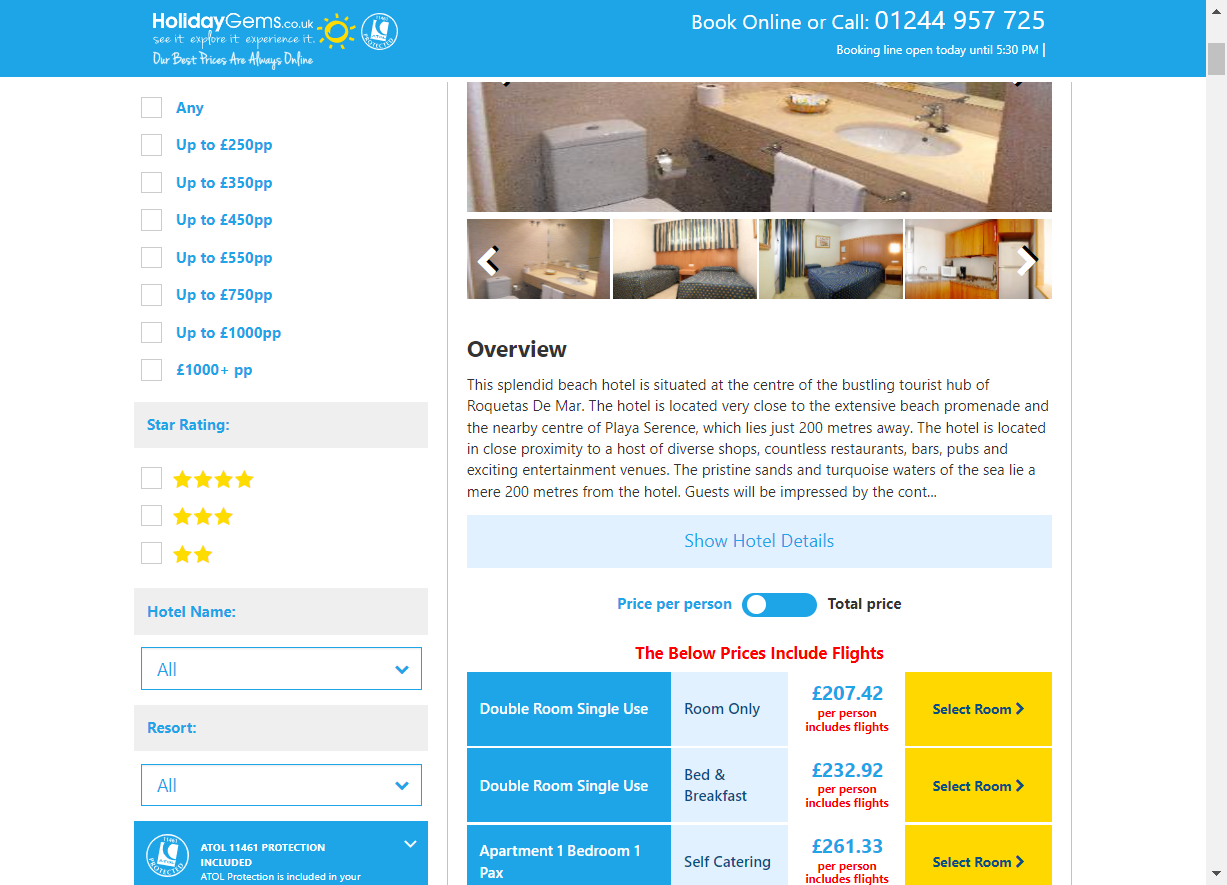 HolidayGems.co.uk
see it explore it experience it.
Our Best Prices Are Always Online
11461
ATOL
PROTECTED
Book Online or Call: 01244 957 725
Booking line open today until 5:30 PM |
Any
Up to £250pp
Up to £350pp
Up to £450pp
Up to £550pp
Up to £750pp
Up to £1000pp
£1000+ pp
Star Rating:
Hotel Name:
All
Resort:
All
11461
ATOL
PROTECTED
ATOL 11461 PROTECTION
INCLUDED
ATOL Protection is included in your
Overview
This splendid beach hotel is situated at the centre of the bustling tourist hub of
Roquetas De Mar. The hotel is located very close to the extensive beach promenade and
the nearby centre of Playa Serence, which lies just 200 metres away. The hotel is located
in close proximity to a host of diverse shops, countless restaurants, bars, pubs and
exciting entertainment venues. The pristine sands and turquoise waters of the sea lie a
mere 200 metres from the hotel. Guests will be impressed by the cont...
Show Hotel Details
Price per person Total price
The Below Prices Include Flights
Double Room Single Use
Room Only
£207.42
per person
includes flights
Select Room
Double Room Single Use
Bed &
Breakfast
£232.92
per person
includes flights
Select Room
Apartment 1 Bedroom 1
Pax
Self Catering
£261.33
per person
includes flights
Select Room